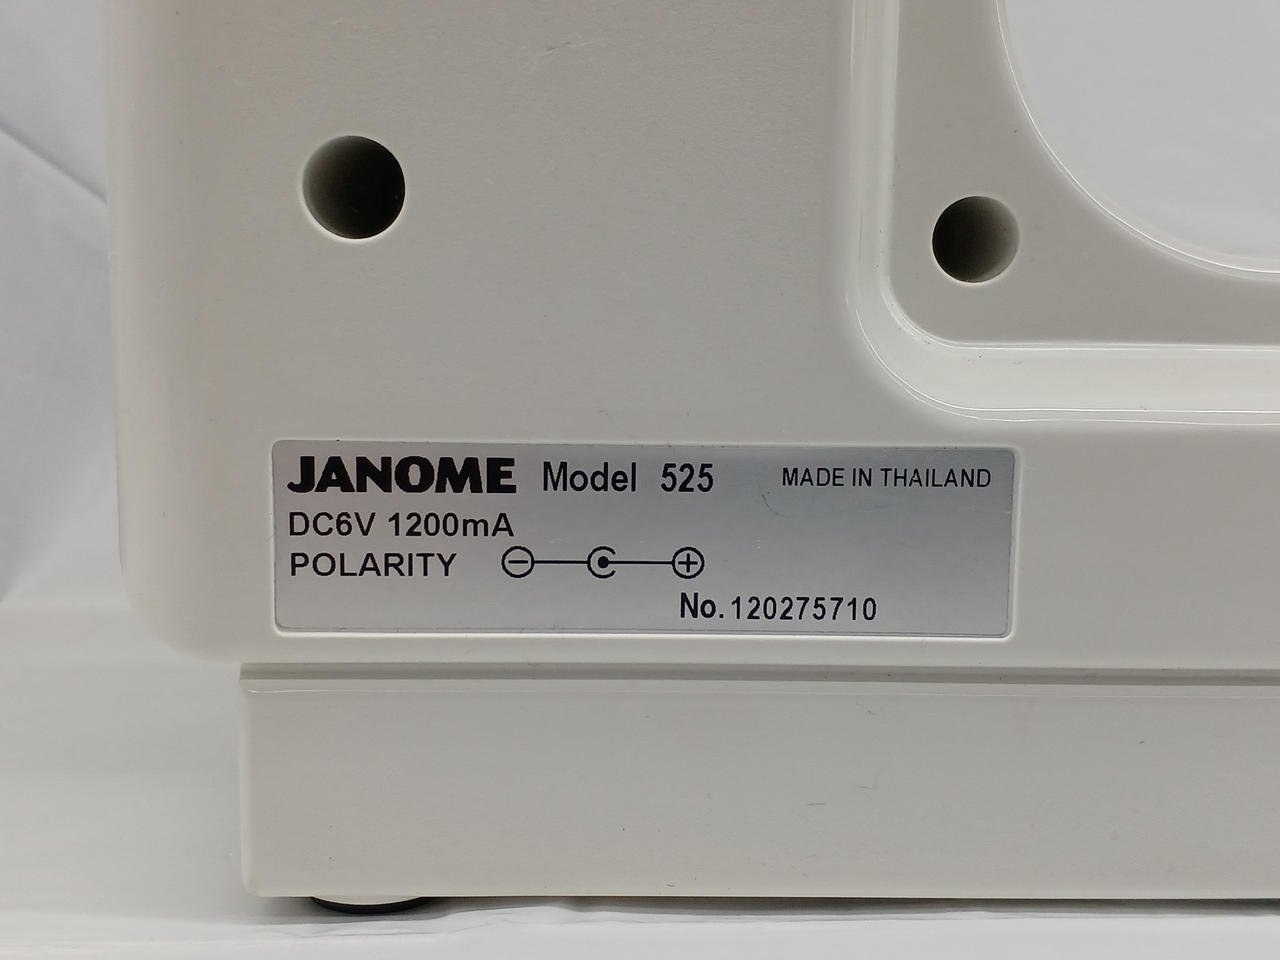 JANOME Model 525 MADE IN THAILAND
DC6V 1200mA
POLARITY
No. 120275710